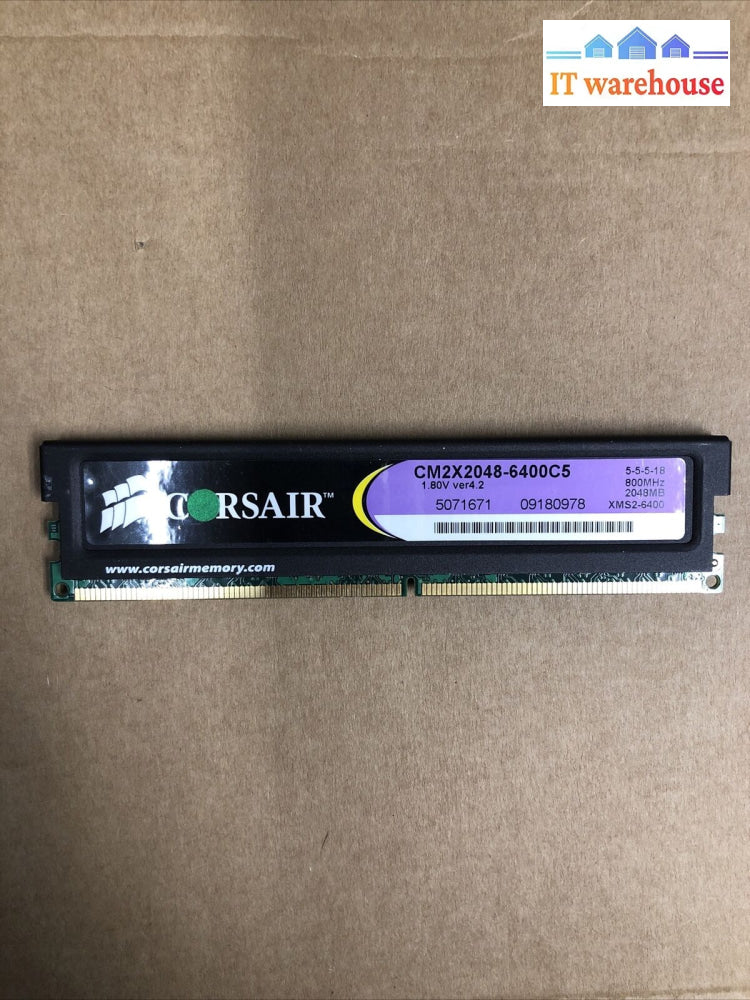 IT warehouse
CORSAIR™
CM2X2048-6400C5
1.80V ver4.2
5071671 09180978
5-5-5-18
800MHz
2048MB
XMS2-6400
www.corsairmemory.com